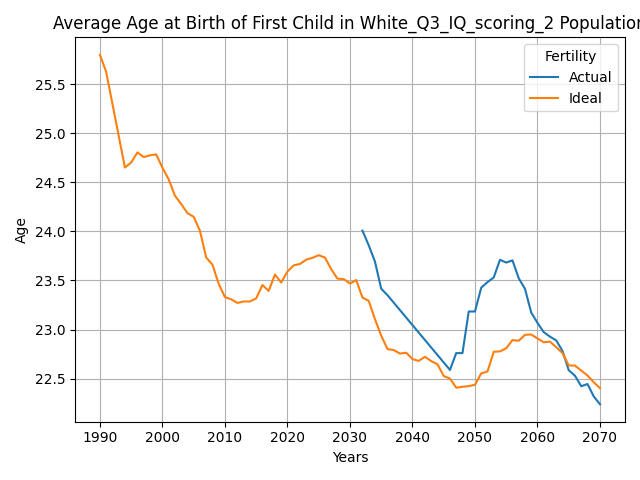 Average Age at Birth of First Child in White_Q3_IQ_scoring_2 Population
Fertility
Actual
Ideal
Age
25.5
25.0
24.5
24.0
23.5
23.0
22.5
1990 2000 2010 2020 2030 2040 2050 2060 2070
Years